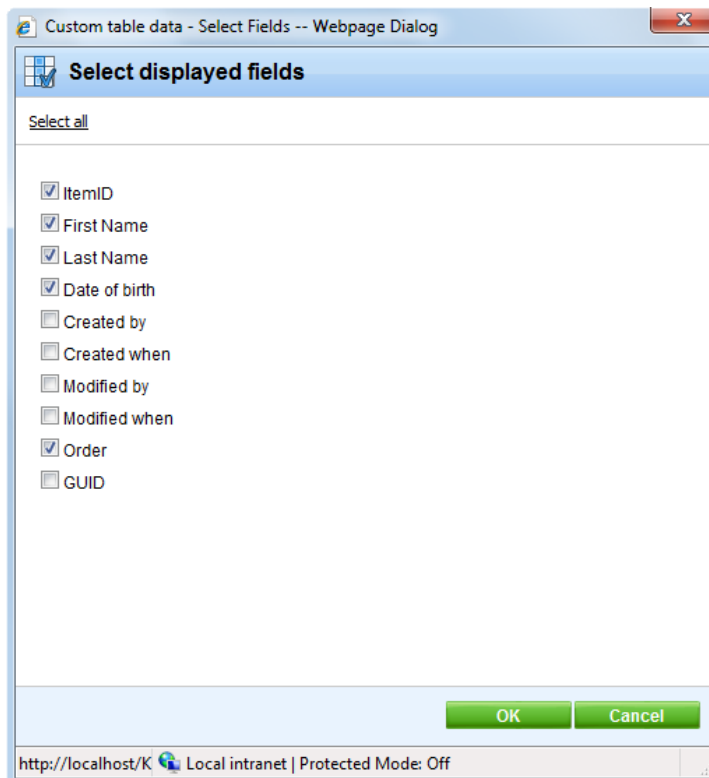 Custom table data - Select Fields -- Webpage Dialog
Select displayed fields
Select all
ItemID
First Name
Last Name
Date of birth
Created by
Created when
Modified by
Modified when
Order
GUID
OK Cancel
http://localhost/K Local intranet | Protected Mode: Off